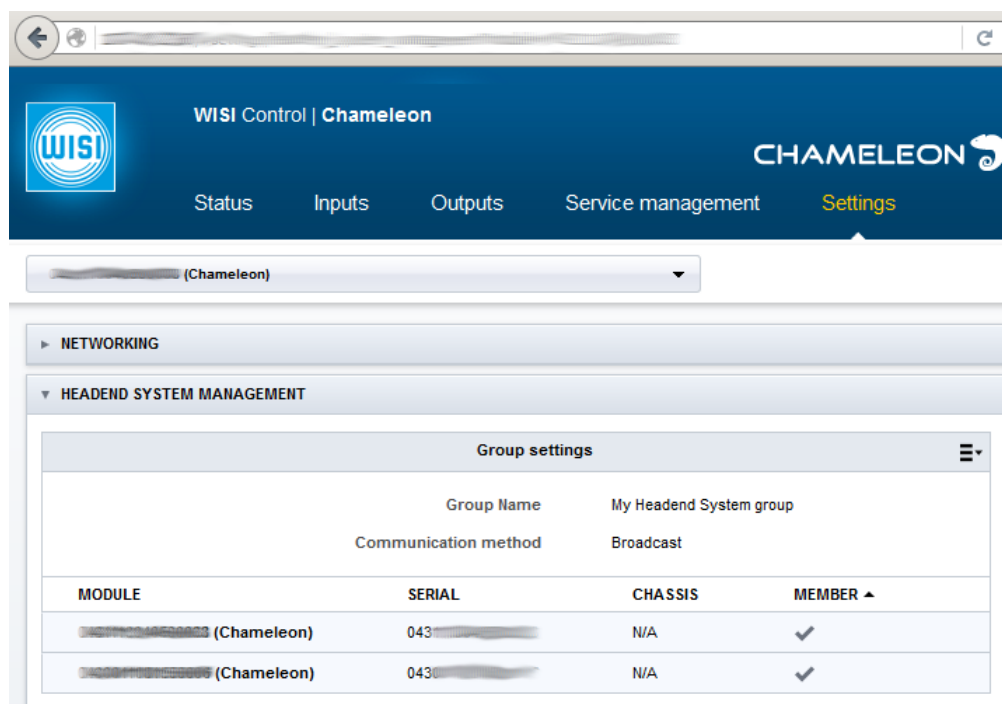 WISI Control | Chameleon
WISI
CHAMELEON
Status Inputs Outputs Service management Settings
(Chameleon)
NETWORKING
HEADEND SYSTEM MANAGEMENT
Group settings
Group Name My Headend System group
Communication method Broadcast
MODULE SERIAL CHASSIS MEMBER
(Chameleon) 043 N/A
(Chameleon) 043 N/A